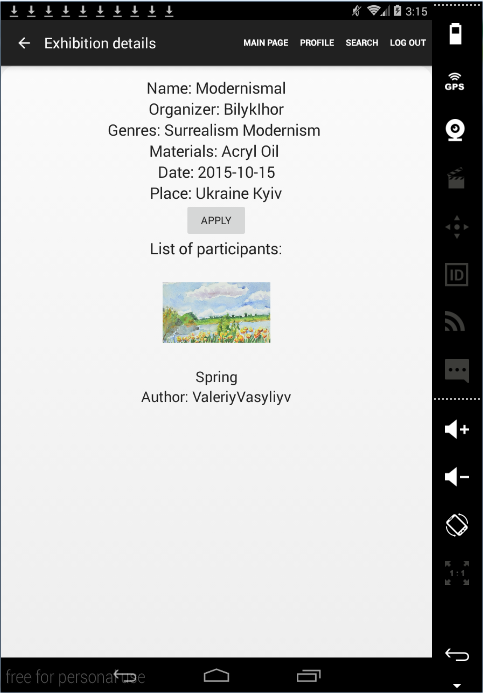 3:15
Exhibition details
MAIN PAGE PROFILE SEARCH LOG OUT
GPS
Name: Modernismal
Organizer: BilykIhor
Genres: Surrealism Modernism
Materials: Acryl Oil
Date: 2015-10-15
Place: Ukraine Kyiv
APPLY
List of participants:
ID
Spring
Author: ValeriyVasyliyv
1:1
free for personal use